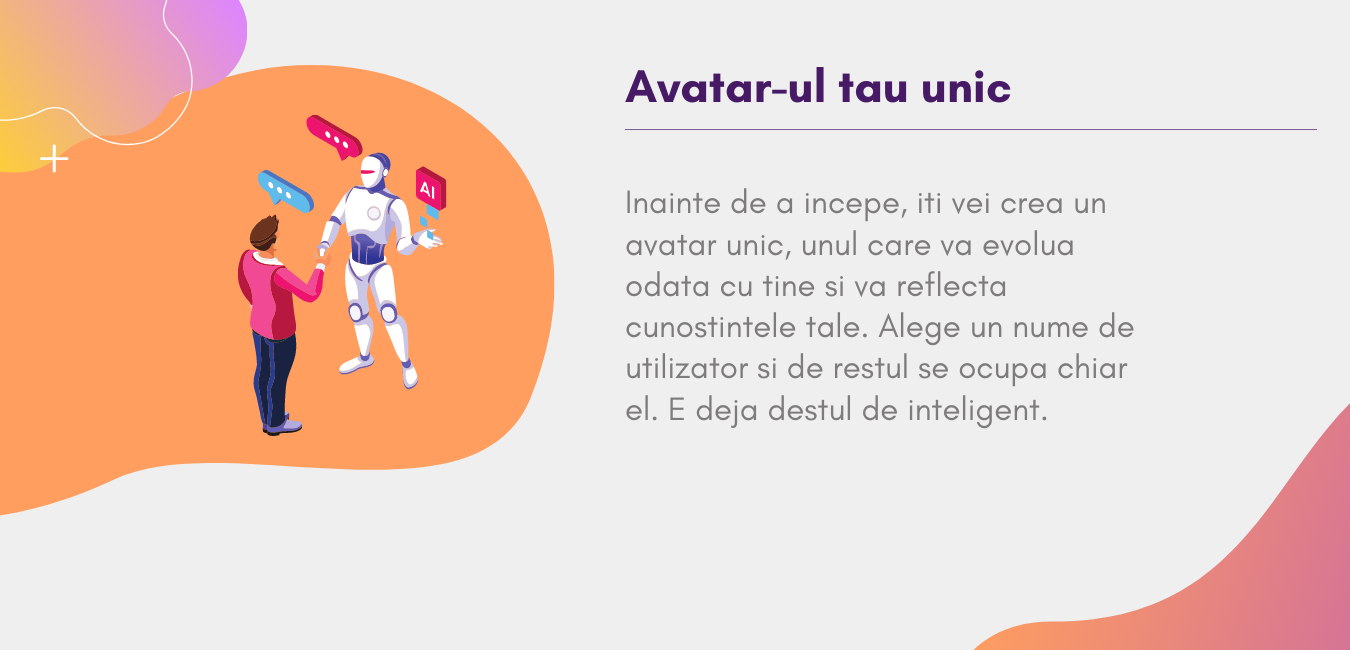 Avatar-ul tau unic
AI
Inainte de a incepe, iti vei crea un
avatar unic, unul care va evolua
odata cu tine si va reflecta
cunostintele tale. Alege un nume de
utilizator si de restul se ocupa chiar
el. E deja destul de inteligent.